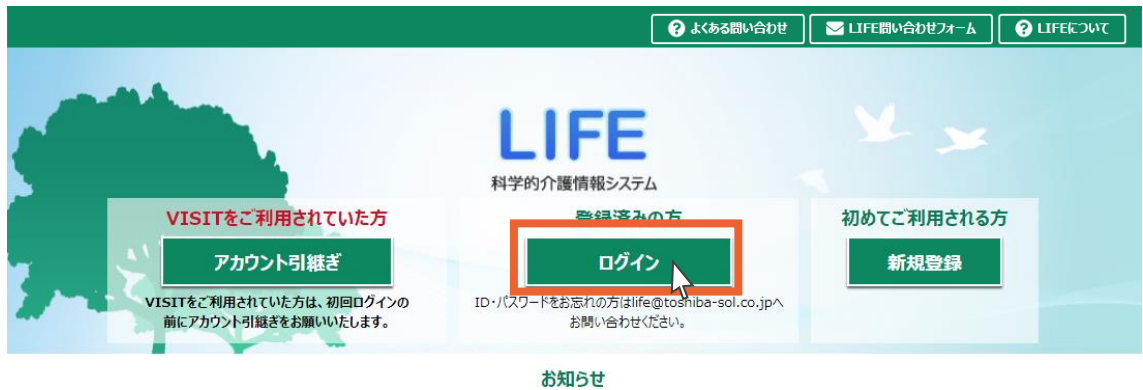 よくある問い合わせ
LIFE問い合わせフォーム
LIFEについて
LIFE
科学的介護情報システム
VISITをご利用されていた方
アカウント引継ぎ
VISITをご利用されていた方は、初回ログインの
前にアカウント引継ぎをお願いいたします。
登録済みの方
ログイン
ID・パスワードをお忘れの方はlife@toshiba-sol.co.jpへ
お問い合わせください。
初めてご利用される方
新規登録
お知らせ